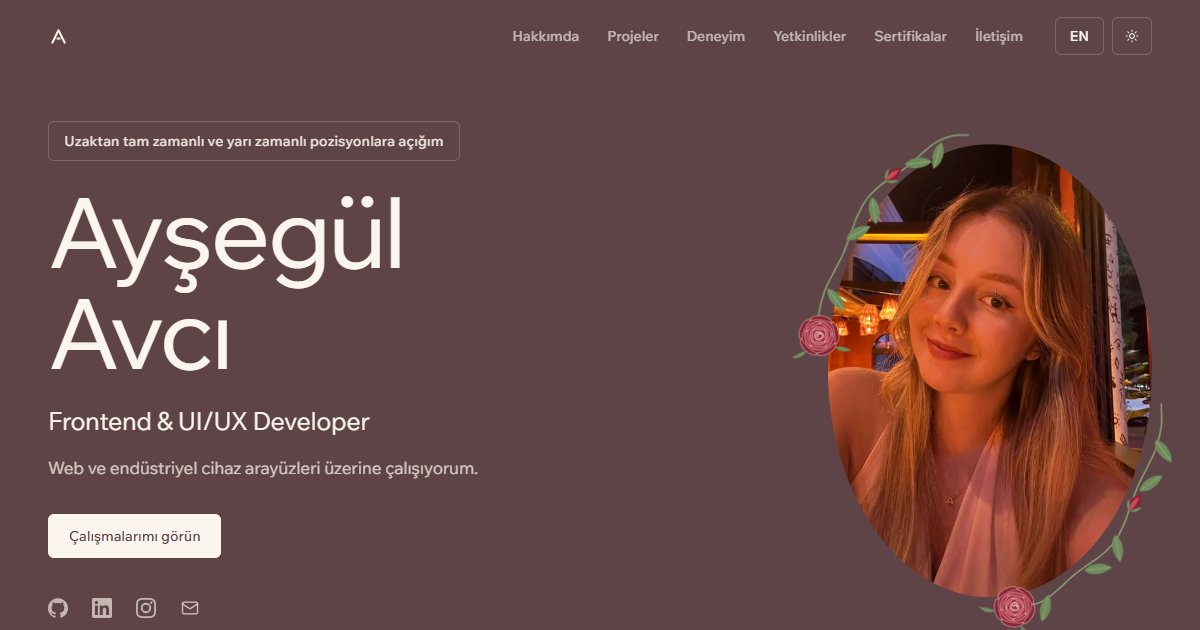 Hakkımda Projeler Deneyim Yetkinlikler Sertifikalar İletişim EN
Uzaktan tam zamanlı ve yarı zamanlı pozisyonlara açığım
Ayşegül
Avcı
Frontend & UI/UX Developer
Web ve endüstriyel cihaz arayüzleri üzerine çalışıyorum.
Çalışmalarımı görün